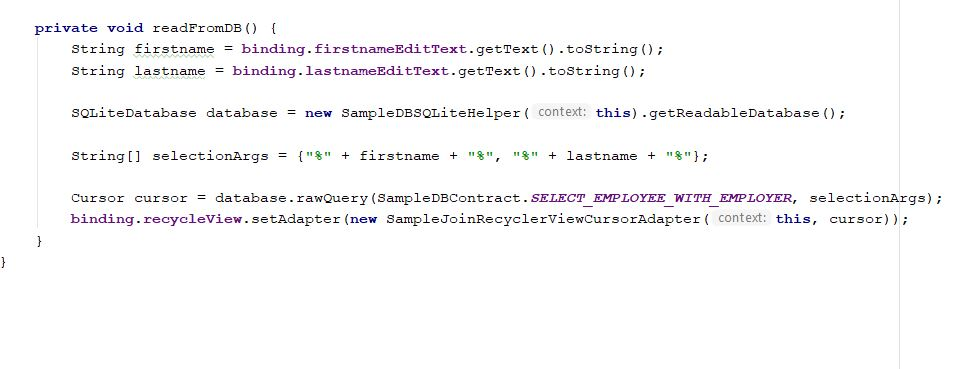 private void readFromDB() {
String firstname = binding.firstnameEditText.getText().toString();
String lastname = binding.lastnameEditText.getText().toString();
SQLiteDatabase database = new SampleDBSQLiteHelper( context: this).getReadableDatabase();
String[] selectionArgs = {"%" + firstname + "%", "%" + lastname + "%"};
Cursor cursor = database.rawQuery(SampleDBContract.SELECT_EMPLOYEE_WITH_EMPLOYER, selectionArgs);
binding.recycleView.setAdapter(new SampleJoinRecyclerViewCursorAdapter( context: this, cursor));
}
}